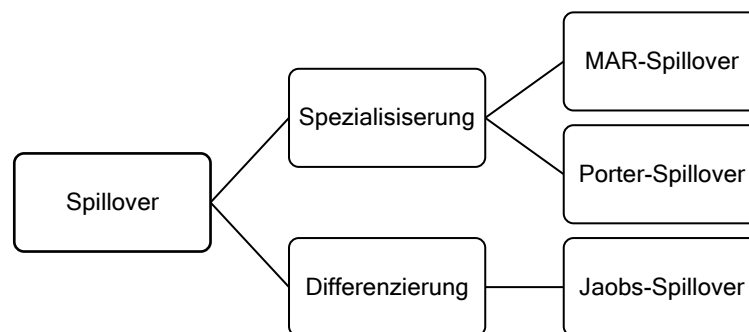 MAR-Spillover
Spezialisiserung
Porter-Spillover
Spillover
Differenzierung
Jaobs-Spillover